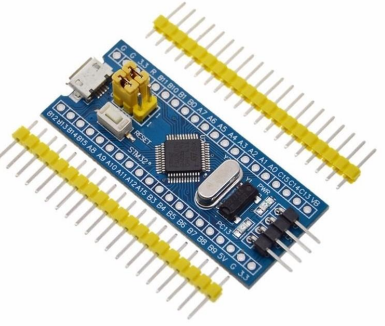 G G 3.3 R B11 B10 B1 B0 A7 A6 A5 A4 A3 A2 A1 A0 C15 C14 C13 VB
RESET
STM32
Y1 PWR
PC13
B12 B13 B14 B15 A8 A9 A10 A11 A12 A15 B3 B4 B5 B6 B7 B8 B9 5V G 3.3